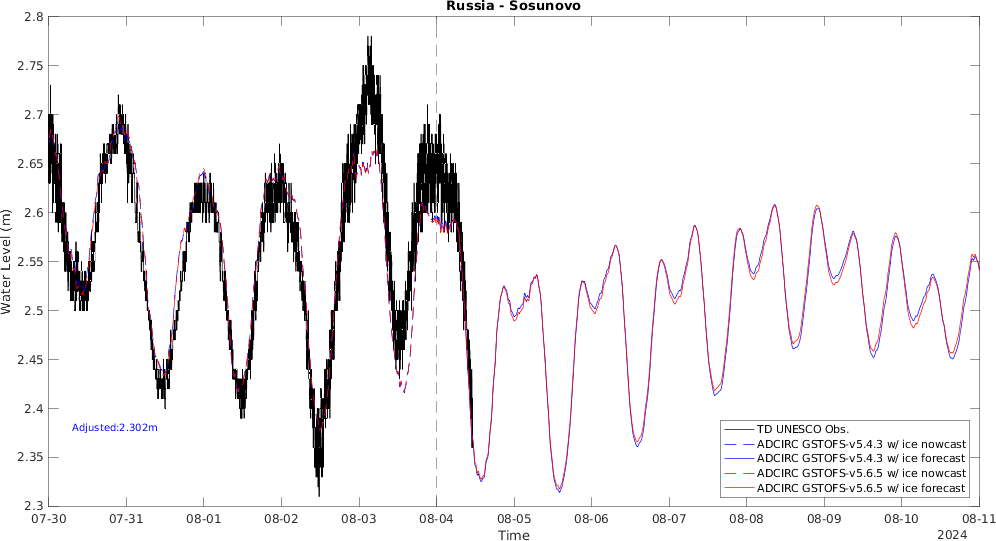 Russia - Sosunovo
2.8
2.75
2.7
2.65
2.6
2.55
2.5
2.45
2.4
2.35
2.3
Water Level (m)
Adjusted:2.302m
TD UNESCO Obs.
ADCIRC GSTOFS-v5.4.3 w/ ice nowcast
ADCIRC GSTOFS-v5.4.3 w/ ice forecast
ADCIRC GSTOFS-v5.6.5 w/ ice nowcast
ADCIRC GSTOFS-v5.6.5 w/ ice forecast
07-30 07-31 08-01 08-02 08-03 08-04 08-05 08-06 08-07 08-08 08-09 08-10 08-11
Time
2024